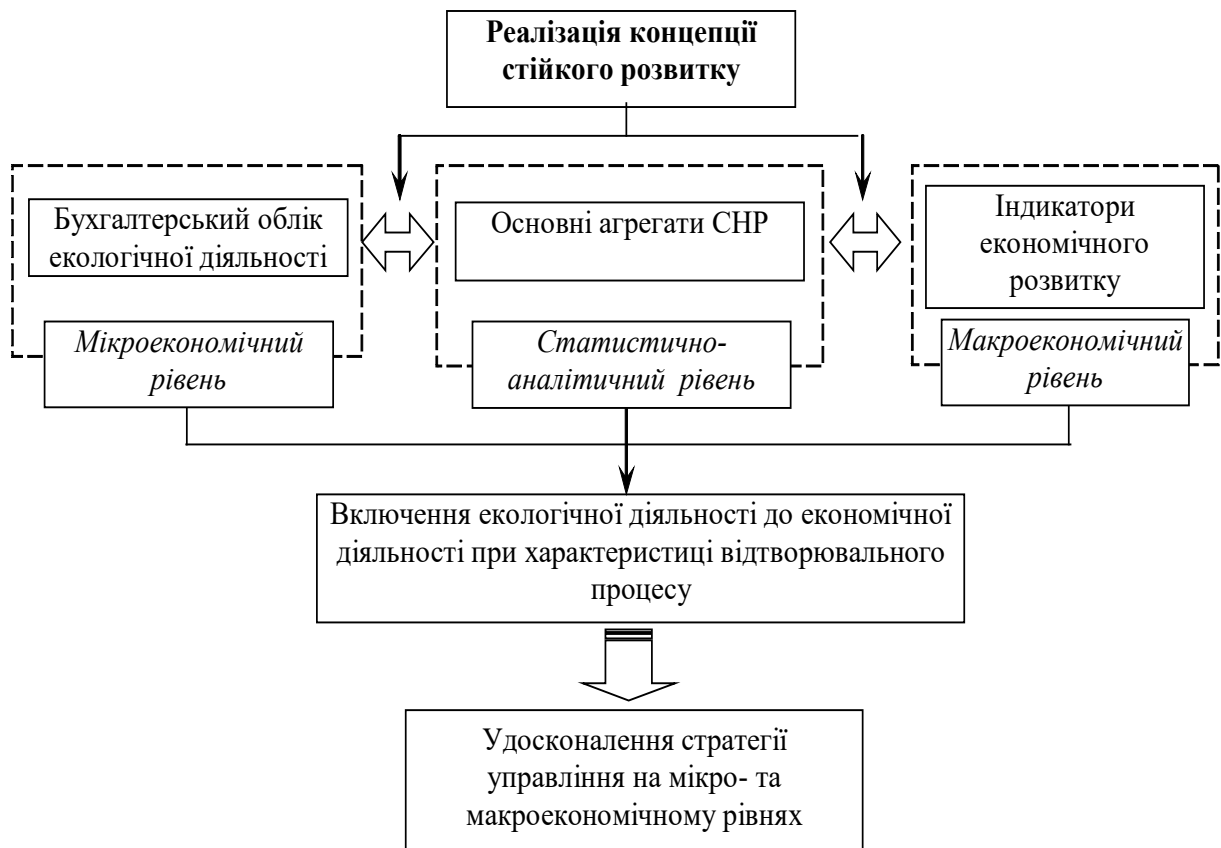 Реалізація концепції
стійкого розвитку
Бухгалтерський облік
екологічної діяльності
Основні агрегати СНР
Індикатори
економічного
розвитку
Мікроекономічний
рівень
Статистично-
аналітичний рівень
Макроекономічний
рівень
Включення екологічної діяльності до економічної
діяльності при характеристиці відтворювального
процесу
Удосконалення стратегії
управління на мікро- та
макроекономічному рівнях